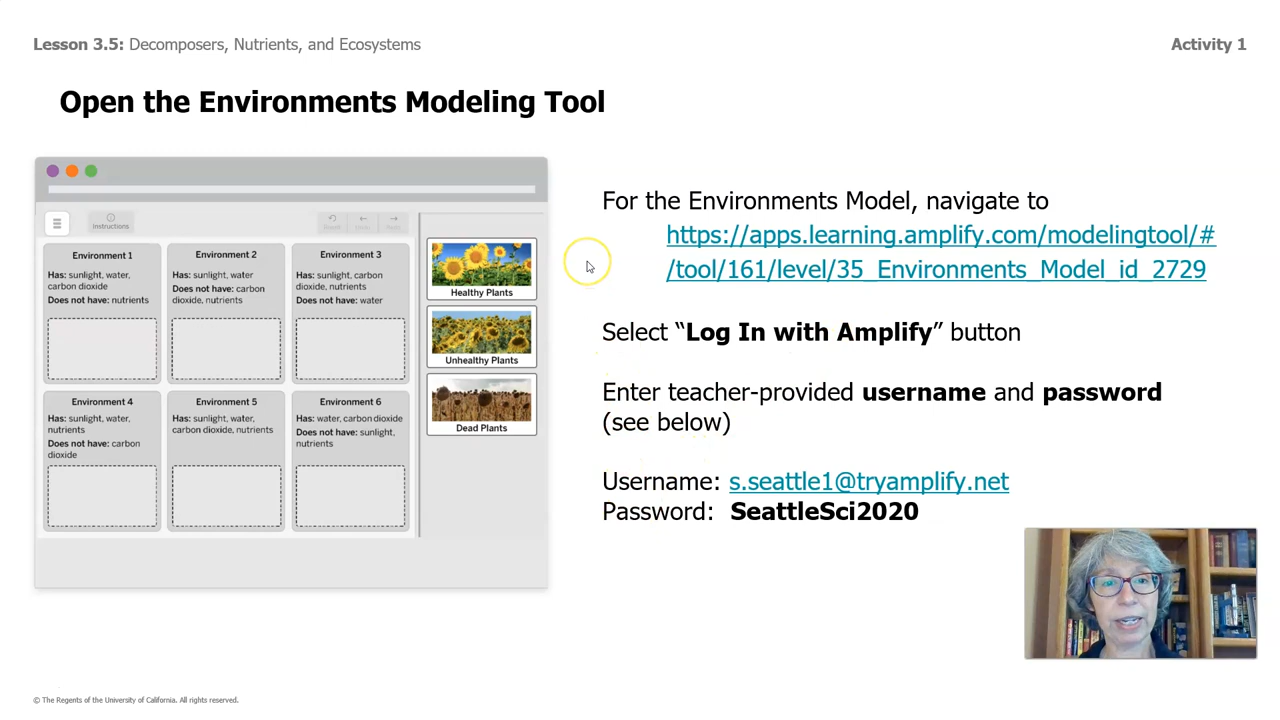 Lesson 3.5: Decomposers, Nutrients, and Ecosystems
Activity 1
Open the Environments Modeling Tool
Instructions
Environment 1
Has: sunlight, water,
carbon dioxide
Does not have: nutrients
Environment 2
Has: sunlight, water
Does not have: carbon
dioxide, nutrients
Environment 3
Has: sunlight, carbon
dioxide, nutrients
Does not have: water
Environment 4
Has: sunlight, water,
nutrients
Does not have: carbon
dioxide
Environment 5
Has: sunlight, water,
carbon dioxide, nutrients
Environment 6
Has: water, carbon dioxide
Does not have: sunlight,
nutrients
Healthy Plants
Unhealthy Plants
Dead Plants
For the Environments Model, navigate to
https://apps.learning.amplify.com/modelingtool/#
/tool/161/level/35_Environments_Model_id_2729
Select “Log In with Amplify” button
Enter teacher-provided username and password
(see below)
Username: s.seattle1@tryamplify.net
Password: SeattleSci2020
© The Regents of the University of California. All rights reserved.